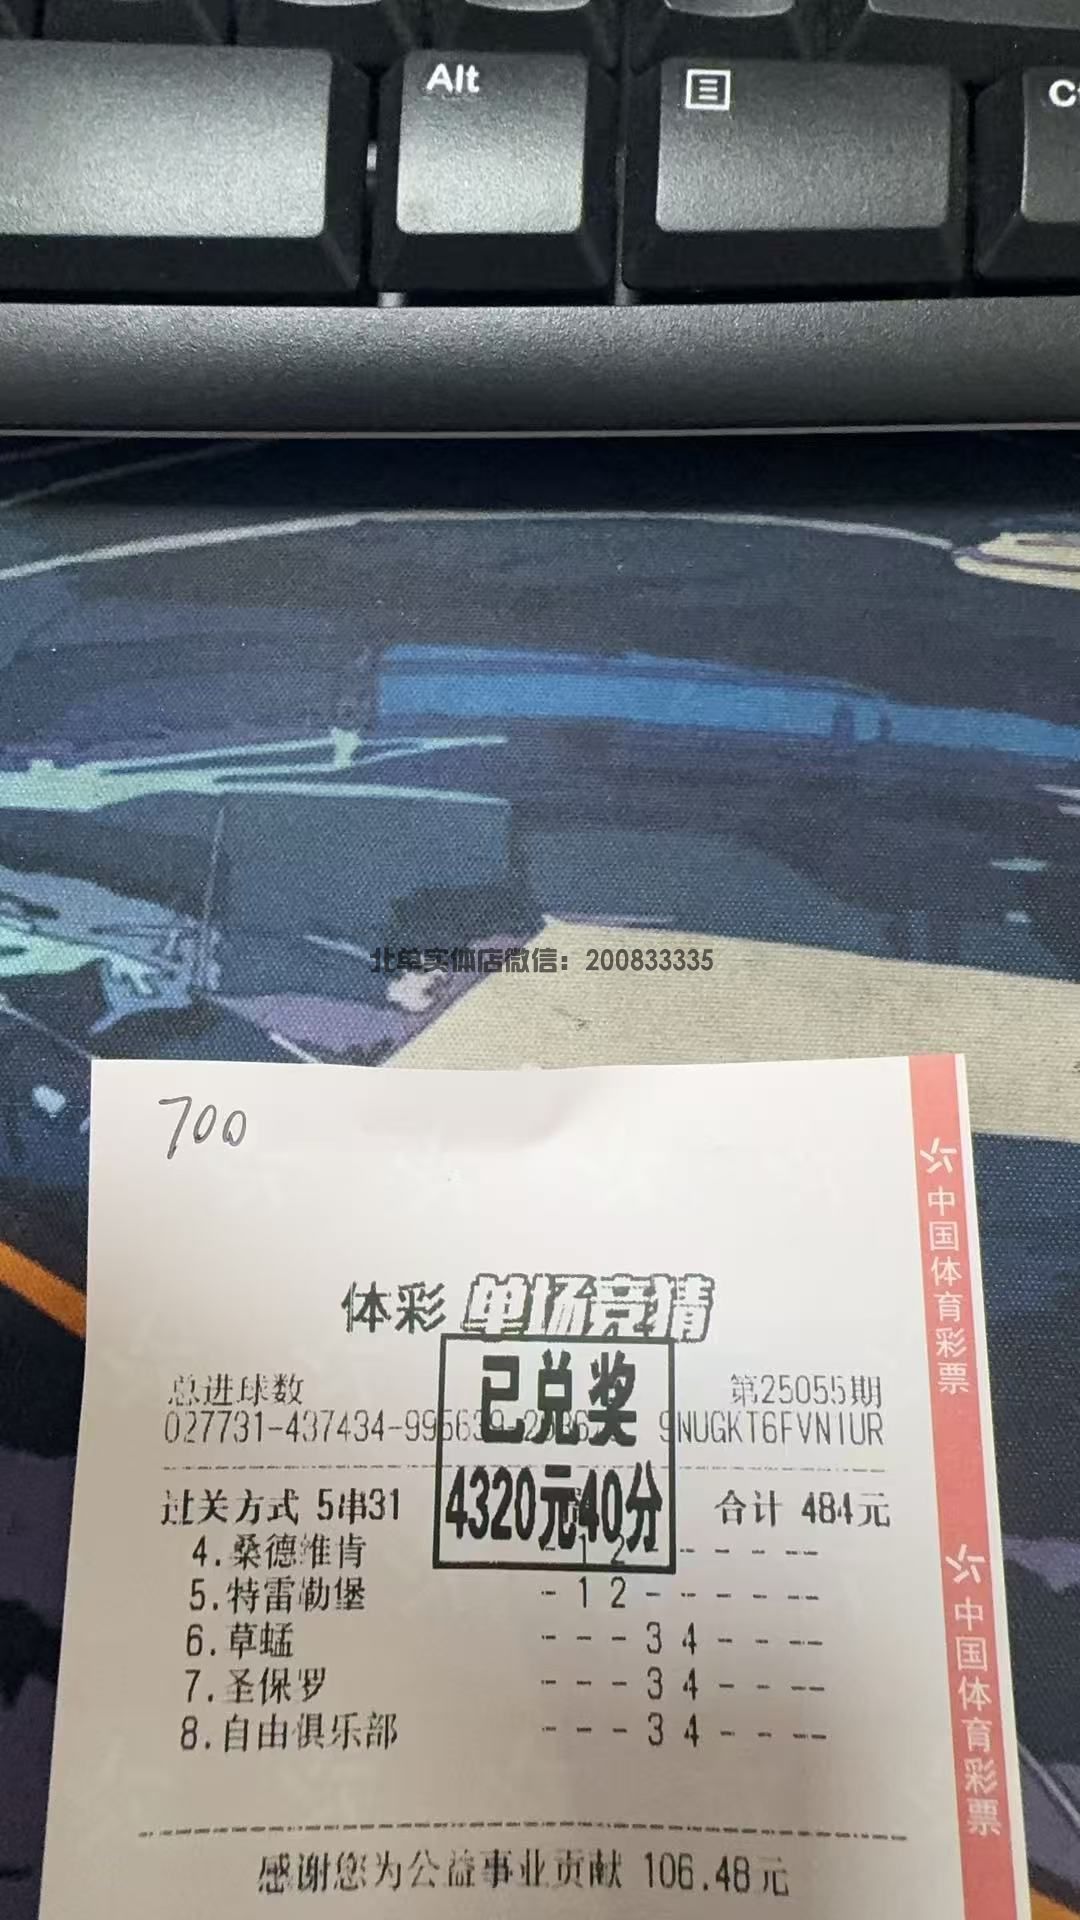 Alt
北单实体店微信：200833335
700
体彩 单场竞猜
已兑奖
4320元40分
总进球数 第25055期
027731-437434-995639 9NUGKT6FVN1UR
过关方式 5串31 合计 484元
4.桑德维肯 - 1 2 - - - - -
5.特雷勒堡 - 1 2 - - - - -
6.草蜢 - - - 3 4 - - -
7.圣保罗 - - - 3 4 - - -
8.自由俱乐部 - - - 3 4 - - -
感谢您为公益事业贡献 106.48元
中国体育彩票
中国体育彩票